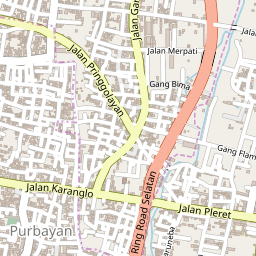 Jalan Ga
Jalan Merpati
Jalan
Jalan Pringgolayan
Gang Bima
Gang Flam
Jalan Karanglo
Jalan Pleret
Purbayan
Ring Road Selatan
aruneba